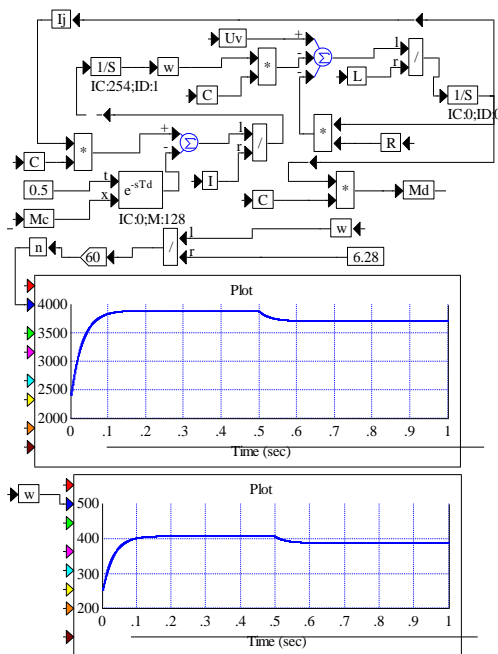 Ij
Uv
+
-
-
1/S
w
*
C
L
l
r
/
1/S
IC:254;ID:1
IC:0;ID:0
*
R
C
*
+
-
l
r
/
I
0.5
t
x
e-sTd
Mc
IC:0;M:128
C
*
Md
n
60
/
l
r
w
6.28
Plot
4000
3500
3000
2500
2000
0 .1 .2 .3 .4 .5 .6 .7 .8 .9 1
Time (sec)
w
Plot
500
400
300
200
0 .1 .2 .3 .4 .5 .6 .7 .8 .9 1
Time (sec)